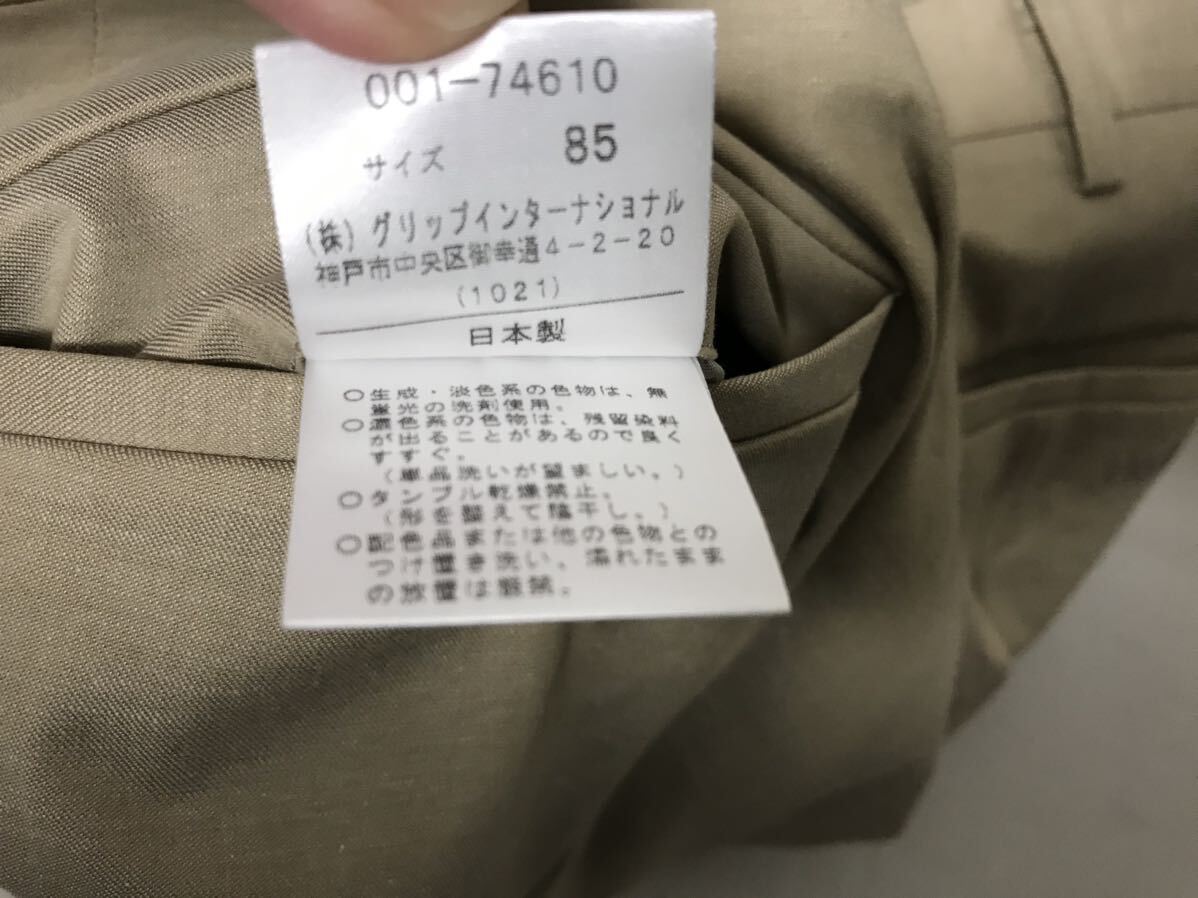 001-74610
サイズ 85
(株)グリップインターナショナル
神戸市中央区御幸通4-2-20
(1021)
日本製
○生成・淡色系の色物は、無
蛍光の洗剤使用。
○濃色系の色物は、残留染料
が出ることがあるので良く
すすぐ。
(単品洗いが望ましい。)
○タンブル乾燥禁止。
(形を整えて陰干し。)
○配色品または他の色物との
つけ置き洗い、濡れたまま
の放置は厳禁。